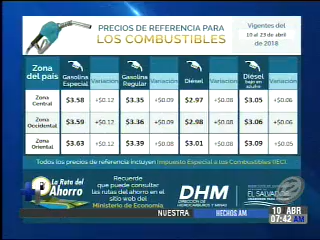 PRECIOS DE REFERENCIA PARA
LOS COMBUSTIBLES
Vigentes del
10 al 23 de abril
de 2018
Zona
del país
Gasolina
Especial
Variación
Gasolina
Regular
Variación
Diésel
Variación
Diésel
bajo en
azufre
Variación
Zona
Central
$3.58
+$0.12
$3.35
+$0.09
$2.97
+$0.08
$3.05
+$0.06
Zona
Occidental
$3.59
+$0.12
$3.36
+$0.09
$2.98
+$0.08
$3.06
+$0.06
Zona
Oriental
$3.63
+$0.12
$3.39
+$0.08
$3.01
+$0.08
$3.09
+$0.05
Todos los precios de referencia incluyen Impuesto Especial a los Combustibles (IEC).
La Ruta del
Ahorro
Recuerde
que puede consultar
las rutas del ahorro en el
sitio web del
Ministerio de Economía.
DHM
DIRECCIÓN DE
HIDROCARBUROS Y MINAS
EL SALVADOR
NUESTRA
HECHOS AM
10 ABR
07:42 AM